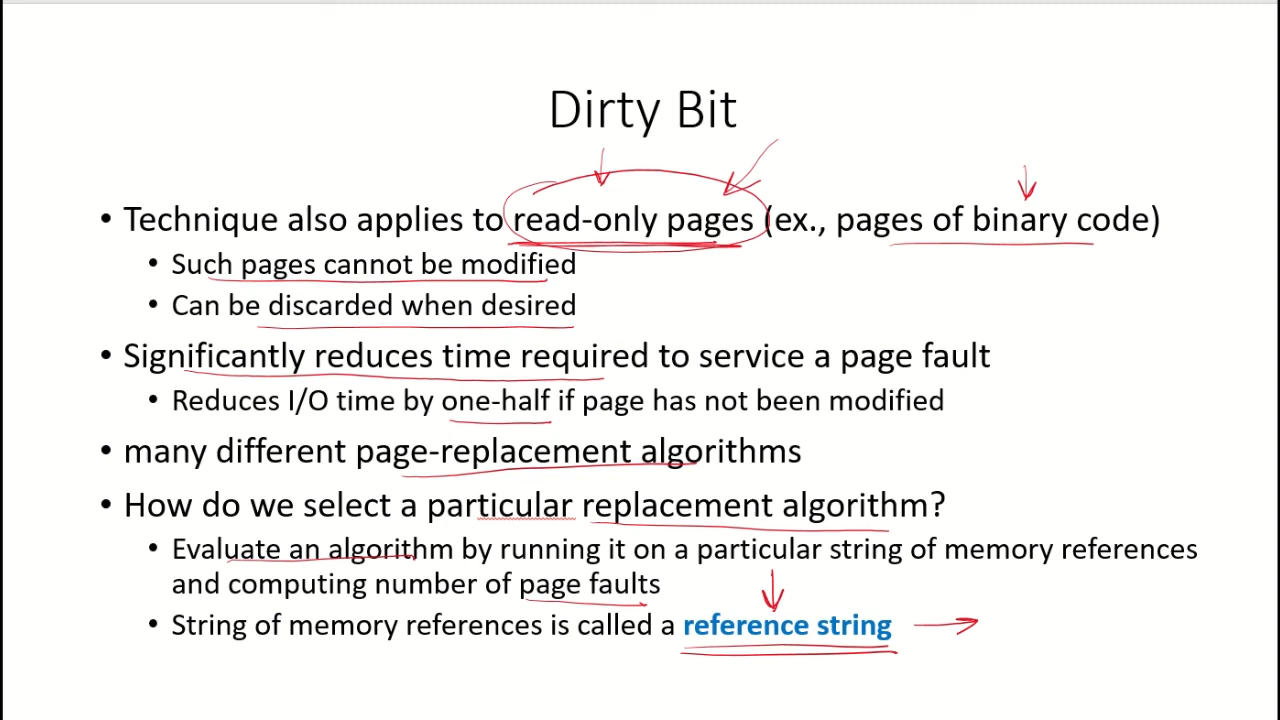 Dirty Bit
• Technique also applies to read-only pages (ex., pages of binary code)
• Such pages cannot be modified
• Can be discarded when desired
• Significantly reduces time required to service a page fault
• Reduces I/O time by one-half if page has not been modified
• many different page-replacement algorithms
• How do we select a particular replacement algorithm?
• Evaluate an algorithm by running it on a particular string of memory references
and computing number of page faults
• String of memory references is called a reference string